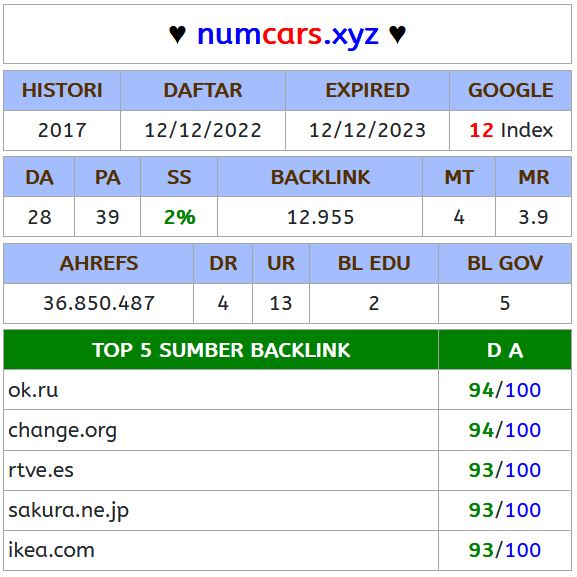 ♥ numcars.xyz ♥
HISTORI DAFTAR EXPIRED GOOGLE
2017 12/12/2022 12/12/2023 12 Index
DA PA SS BACKLINK MT MR
28 39 2% 12.955 4 3.9
AHREFS DR UR BL EDU BL GOV
36.850.487 4 13 2 5
TOP 5 SUMBER BACKLINK D A
ok.ru 94/100
change.org 94/100
rtve.es 93/100
sakura.ne.jp 93/100
ikea.com 93/100